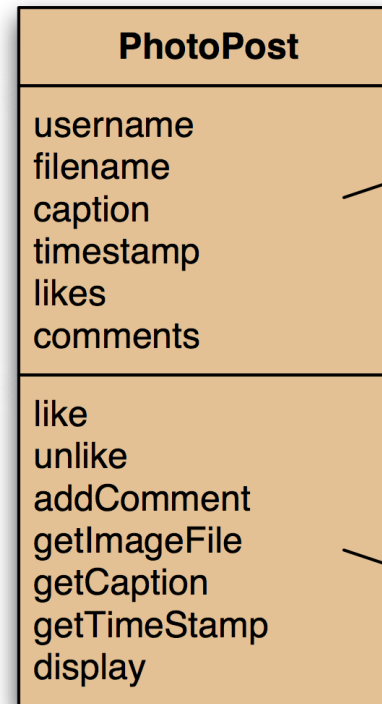 PhotoPost
username
filename
caption
timestamp
likes
comments
like
unlike
addComment
getImageFile
getCaption
getTimeStamp
display